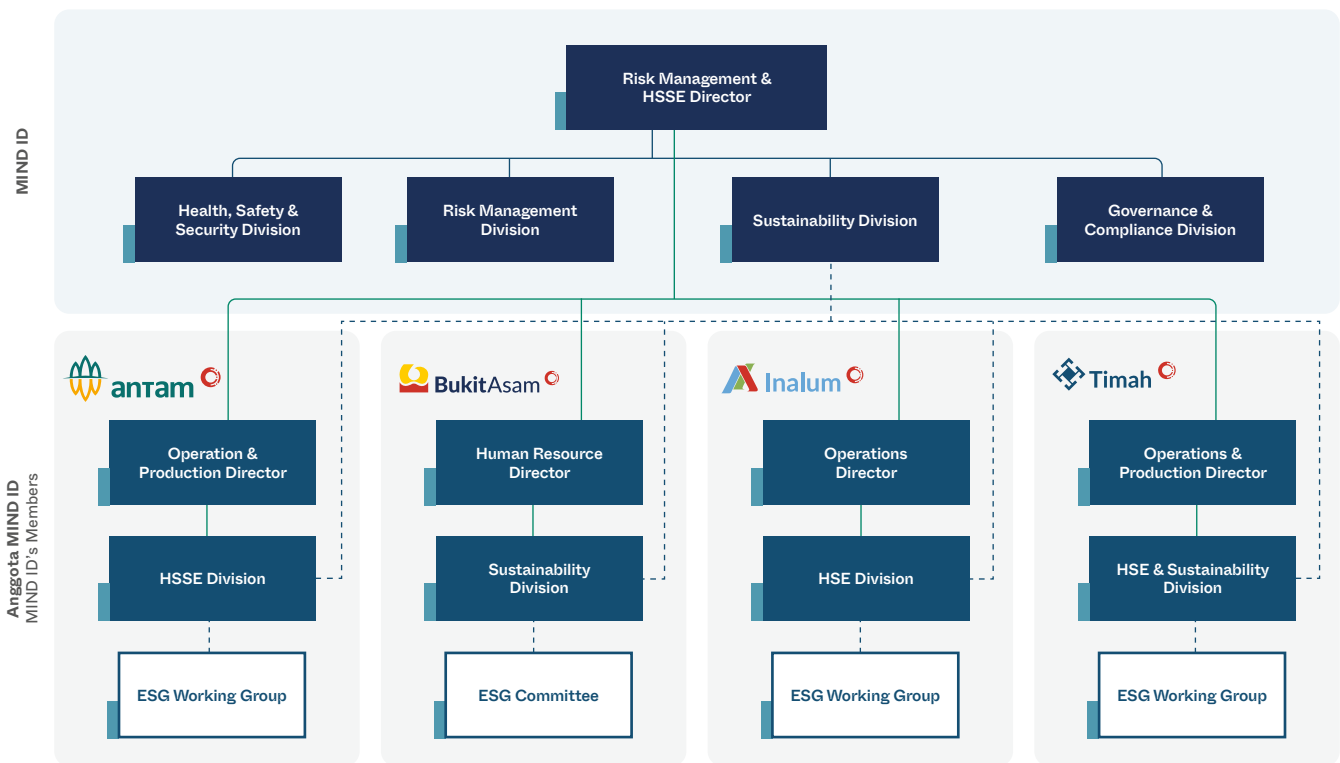 MIND ID
Risk Management &
HSSE Director
Health, Safety &
Security Division
Risk Management
Division
Sustainability Division
Governance &
Compliance Division
Anggota MIND ID
MIND ID's Members
antam
BukitAsam
Inalum
Timah
Operation &
Production Director
Human Resource
Director
Operations
Director
Operations &
Production Director
HSSE Division
Sustainability
Division
HSE Division
HSE & Sustainability
Division
ESG Working Group
ESG Committee
ESG Working Group
ESG Working Group